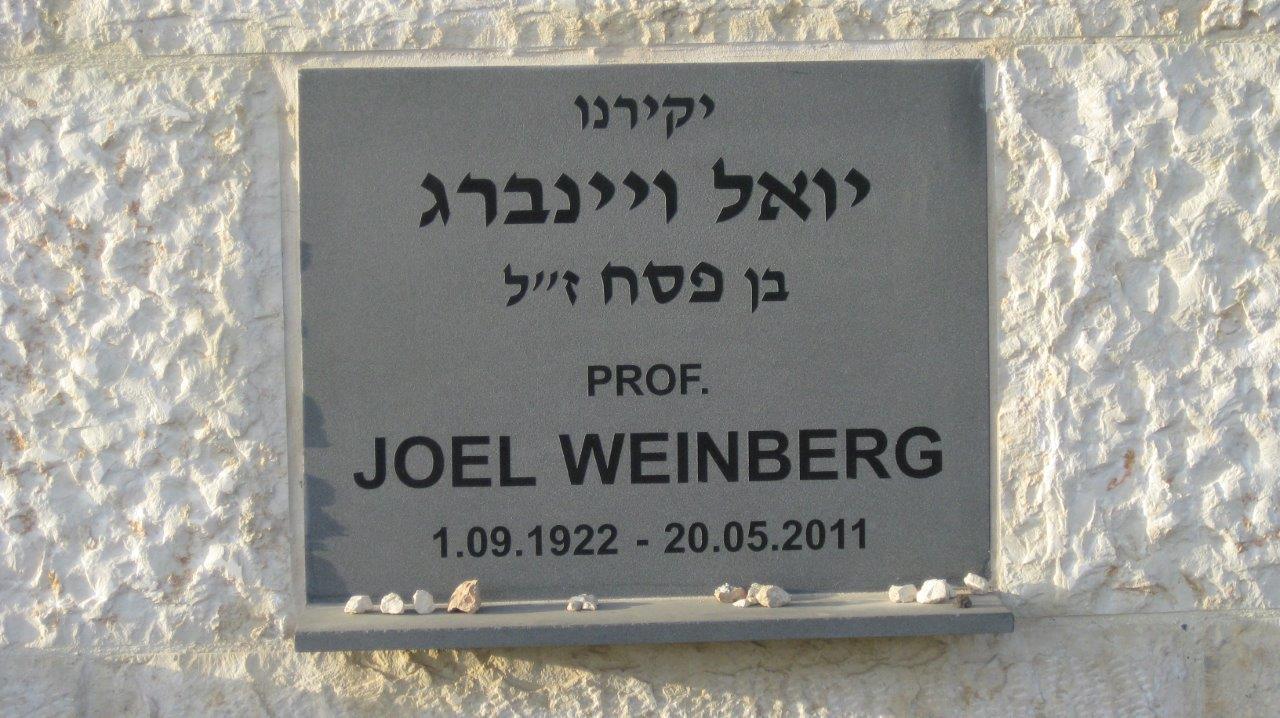 יקירנו
יואל ויינברג
בן פסח ז״ל
PROF.
JOEL WEINBERG
1.09.1922 - 20.05.2011